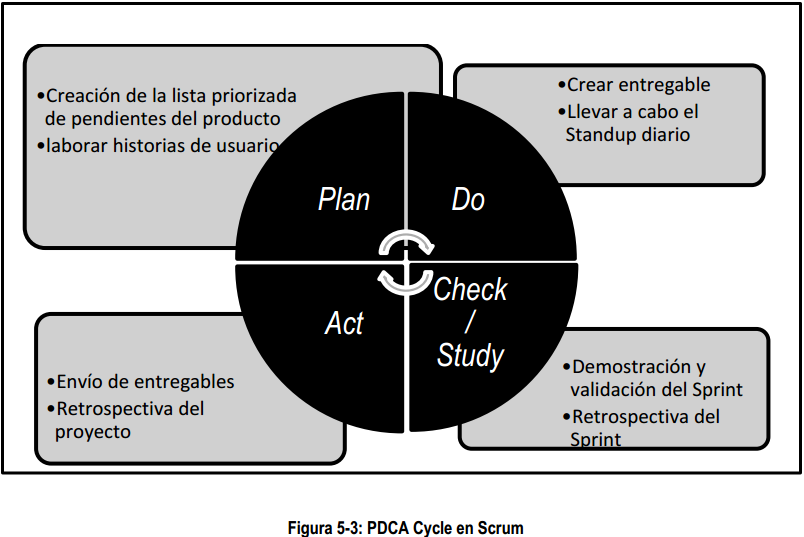 •Creación de la lista priorizada
de pendientes del producto
•laborar historias de usuario
•Crear entregable
•Llevar a cabo el
Standup diario
Plan
Do
Act
Check
/
Study
•Envío de entregables
•Retrospectiva del
proyecto
•Demostración y
validación del Sprint
•Retrospectiva del
Sprint
Figura 5-3: PDCA Cycle en Scrum